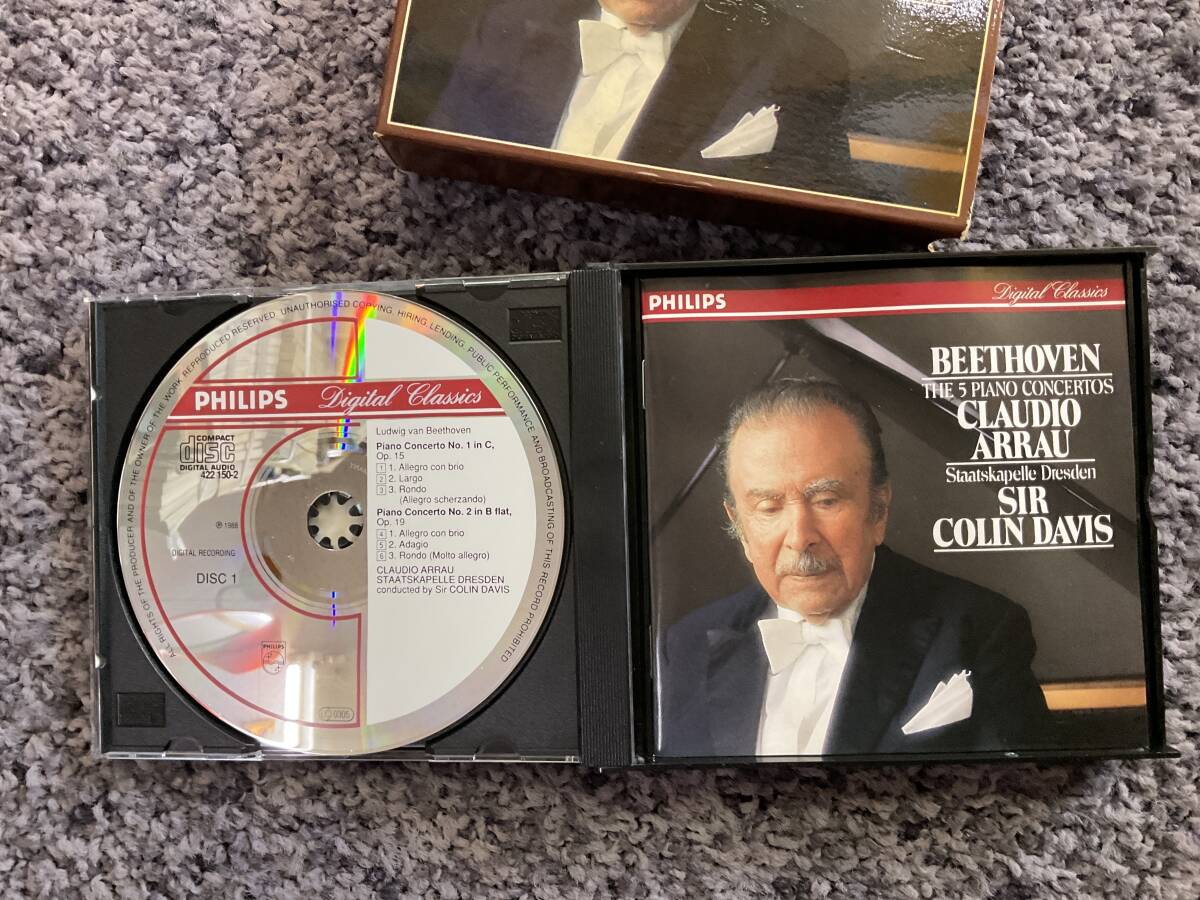 ALL RIGHTS OF THE PRODUCER AND OF THE OWNER OF THE WORK REPRODUCED RESERVED. UNAUTHORISED COPYING, HIRING, LENDING, PUBLIC PERFORMANCE AND BROADCASTING OF THIS RECORD PROHIBITED
PHILIPS Digital Classics
COMPACT
disc
DIGITAL AUDIO
422 150-2
℗ 1988
DIGITAL RECORDING
DISC 1
PHILIPS
Ludwig van Beethoven
Piano Concerto No. 1 in C,
Op. 15
1 1. Allegro con brio
2 2. Largo
3 3. Rondo
(Allegro scherzando)
Piano Concerto No. 2 in B flat,
Op. 19
4 1. Allegro con brio
5 2. Adagio
6 3. Rondo (Molto allegro)
CLAUDIO ARRAU
STAATSKAPELLE DRESDEN
conducted by Sir COLIN DAVIS
LC 0305
PHILIPS Digital Classics
BEETHOVEN
THE 5 PIANO CONCERTOS
CLAUDIO
ARRAU
Staatskapelle Dresden
SIR
COLIN DAVIS